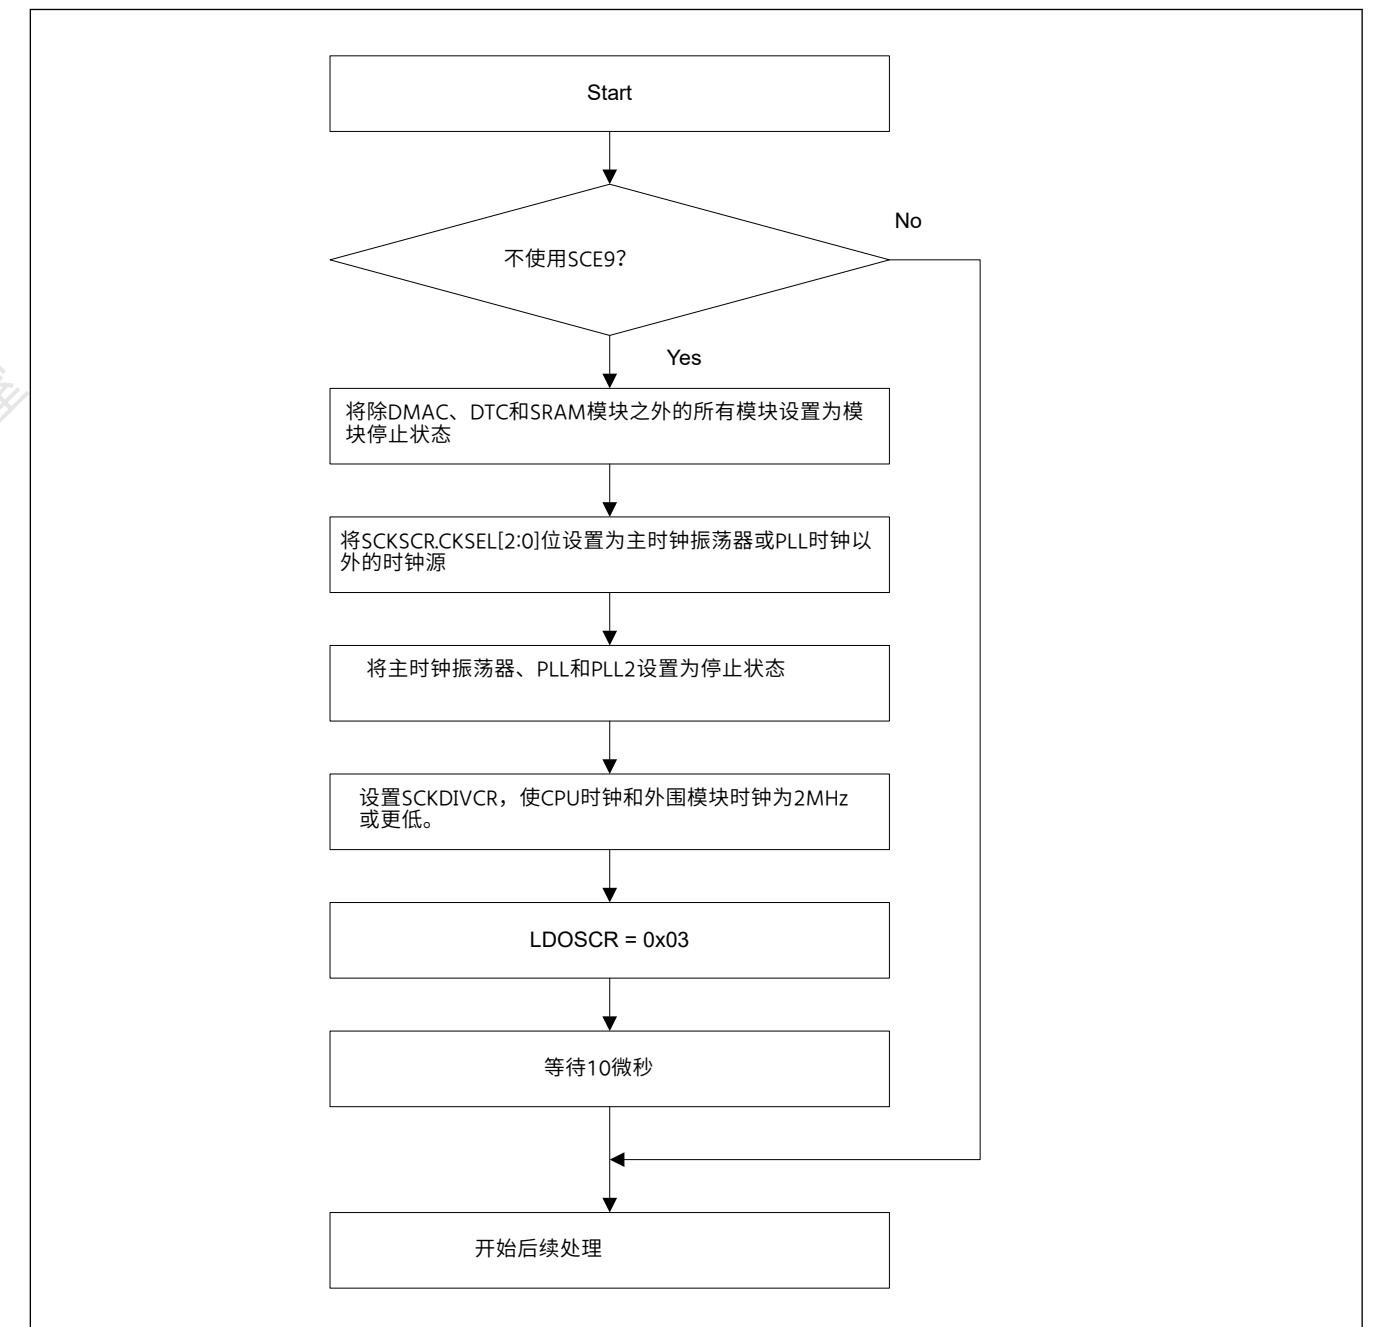 Start
不使用SCE9？
No
Yes
将除DMAC、DTC和SRAM模块之外的所有模块设置为模
块停止状态
将SCKSCR.CKSEL[2:0]位设置为主时钟振荡器或PLL时钟以
外的时钟源
将主时钟振荡器、PLL和PLL2设置为停止状态
设置SCKDIVCR，使CPU时钟和外围模块时钟为2MHz
或更低。
LDOSCR = 0x03
等待10微秒
开始后续处理